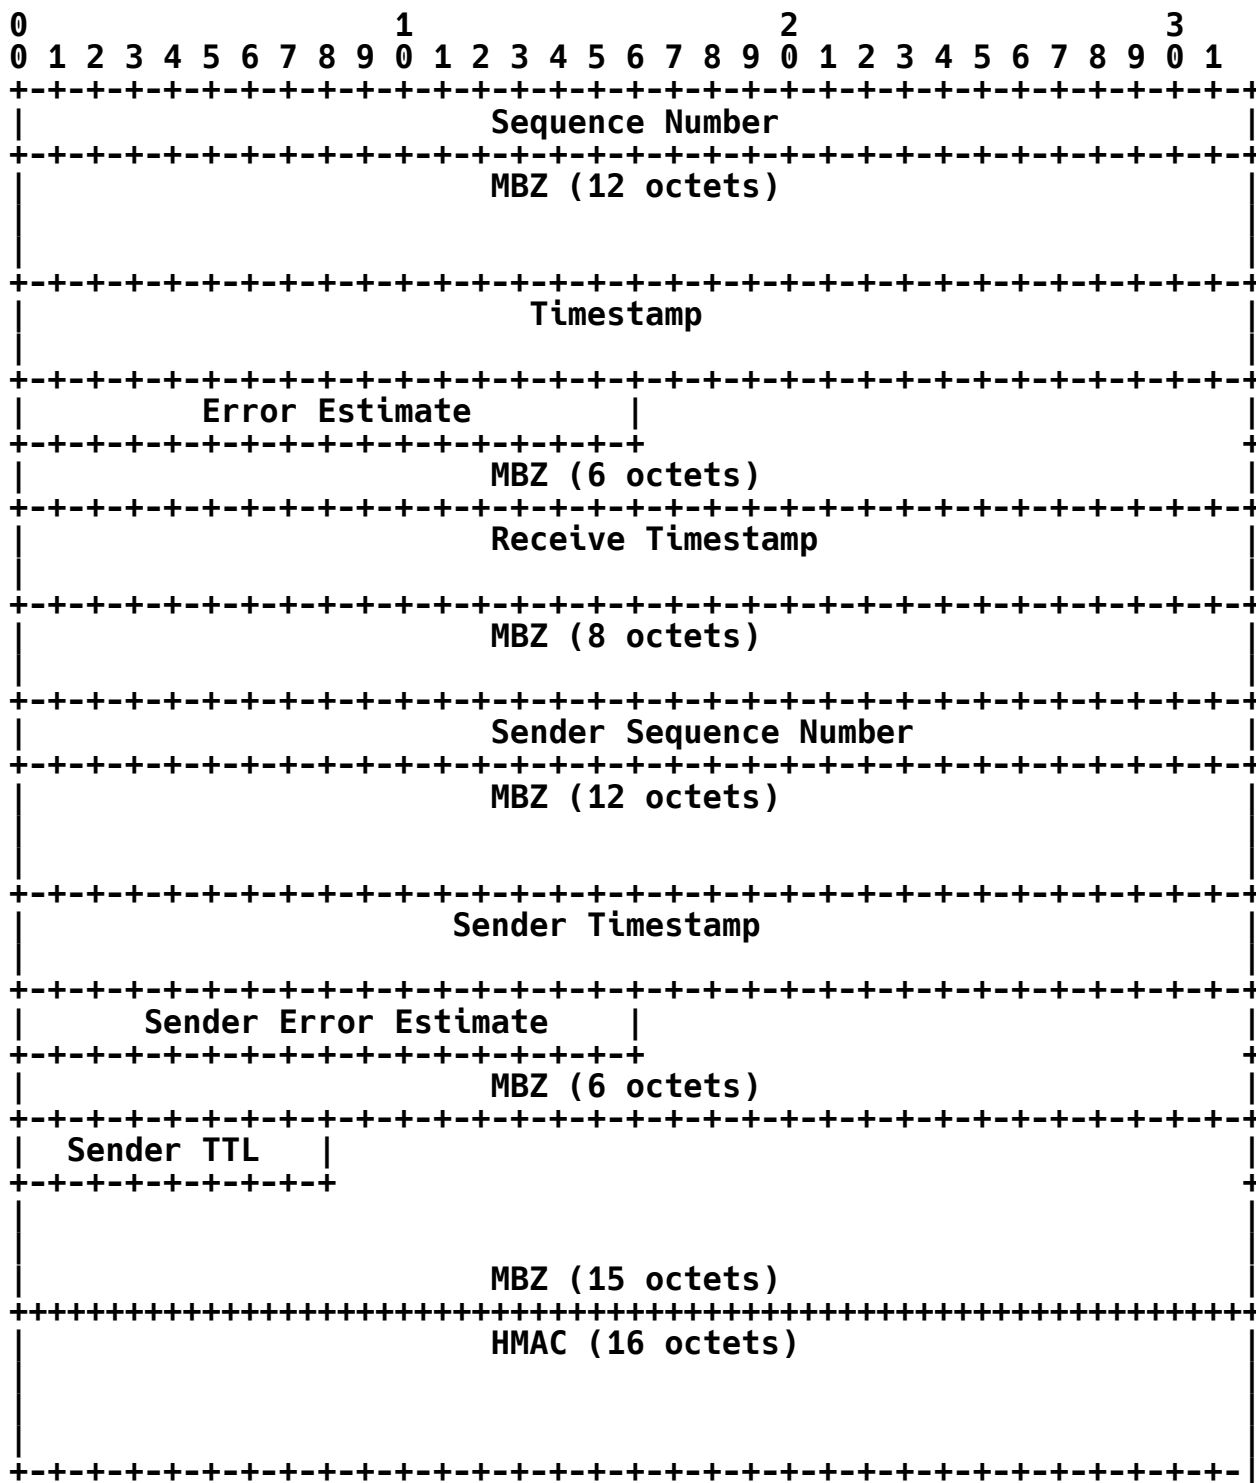 0                   1                   2                   3
0 1 2 3 4 5 6 7 8 9 0 1 2 3 4 5 6 7 8 9 0 1 2 3 4 5 6 7 8 9 0 1
+-+-+-+-+-+-+-+-+-+-+-+-+-+-+-+-+-+-+-+-+-+-+-+-+-+-+-+-+-+-+-+-+
|                        Sequence Number                        |
+-+-+-+-+-+-+-+-+-+-+-+-+-+-+-+-+-+-+-+-+-+-+-+-+-+-+-+-+-+-+-+-+
|                        MBZ (12 octets)                        |
|                                                               |
|                                                               |
+-+-+-+-+-+-+-+-+-+-+-+-+-+-+-+-+-+-+-+-+-+-+-+-+-+-+-+-+-+-+-+-+
|                          Timestamp                            |
|                                                               |
+-+-+-+-+-+-+-+-+-+-+-+-+-+-+-+-+-+-+-+-+-+-+-+-+-+-+-+-+-+-+-+-+
|         Error Estimate        |                               |
+-+-+-+-+-+-+-+-+-+-+-+-+-+-+-+-+                               +
|                        MBZ (6 octets)                         |
+-+-+-+-+-+-+-+-+-+-+-+-+-+-+-+-+-+-+-+-+-+-+-+-+-+-+-+-+-+-+-+-+
|                        Receive Timestamp                      |
|                                                               |
+-+-+-+-+-+-+-+-+-+-+-+-+-+-+-+-+-+-+-+-+-+-+-+-+-+-+-+-+-+-+-+-+
|                        MBZ (8 octets)                         |
|                                                               |
+-+-+-+-+-+-+-+-+-+-+-+-+-+-+-+-+-+-+-+-+-+-+-+-+-+-+-+-+-+-+-+-+
|                        Sender Sequence Number                 |
+-+-+-+-+-+-+-+-+-+-+-+-+-+-+-+-+-+-+-+-+-+-+-+-+-+-+-+-+-+-+-+-+
|                        MBZ (12 octets)                        |
|                                                               |
|                                                               |
+-+-+-+-+-+-+-+-+-+-+-+-+-+-+-+-+-+-+-+-+-+-+-+-+-+-+-+-+-+-+-+-+
|                      Sender Timestamp                         |
|                                                               |
+-+-+-+-+-+-+-+-+-+-+-+-+-+-+-+-+-+-+-+-+-+-+-+-+-+-+-+-+-+-+-+-+
|      Sender Error Estimate    |                               |
+-+-+-+-+-+-+-+-+-+-+-+-+-+-+-+-+                               +
|                        MBZ (6 octets)                         |
+-+-+-+-+-+-+-+-+-+-+-+-+-+-+-+-+-+-+-+-+-+-+-+-+-+-+-+-+-+-+-+-+
|  Sender TTL   |                                               |
+-+-+-+-+-+-+-+-+                                               +
|                                                               |
|                                                               |
|                        MBZ (15 octets)                        |
+++++++++++++++++++++++++++++++++++++++++++++++++++++++++++++++++
|                        HMAC (16 octets)                       |
|                                                               |
|                                                               |
|                                                               |
+-+-+-+-+-+-+-+-+-+-+-+-+-+-+-+-+-+-+-+-+-+-+-+-+-+-+-+-+-+-+-+-